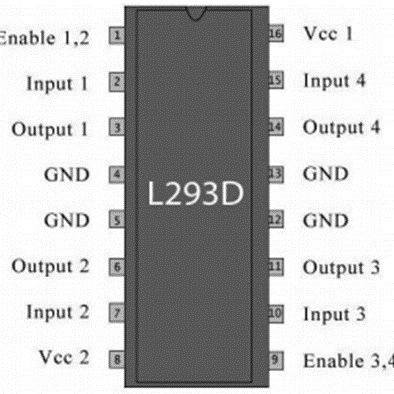 Enable 1,2 1 16 Vcc 1
Input 1 2 15 Input 4
Output 1 3 14 Output 4
GND 4 13 GND
L293D
GND 5 12 GND
Output 2 6 11 Output 3
Input 2 7 10 Input 3
Vcc 2 8 9 Enable 3,4